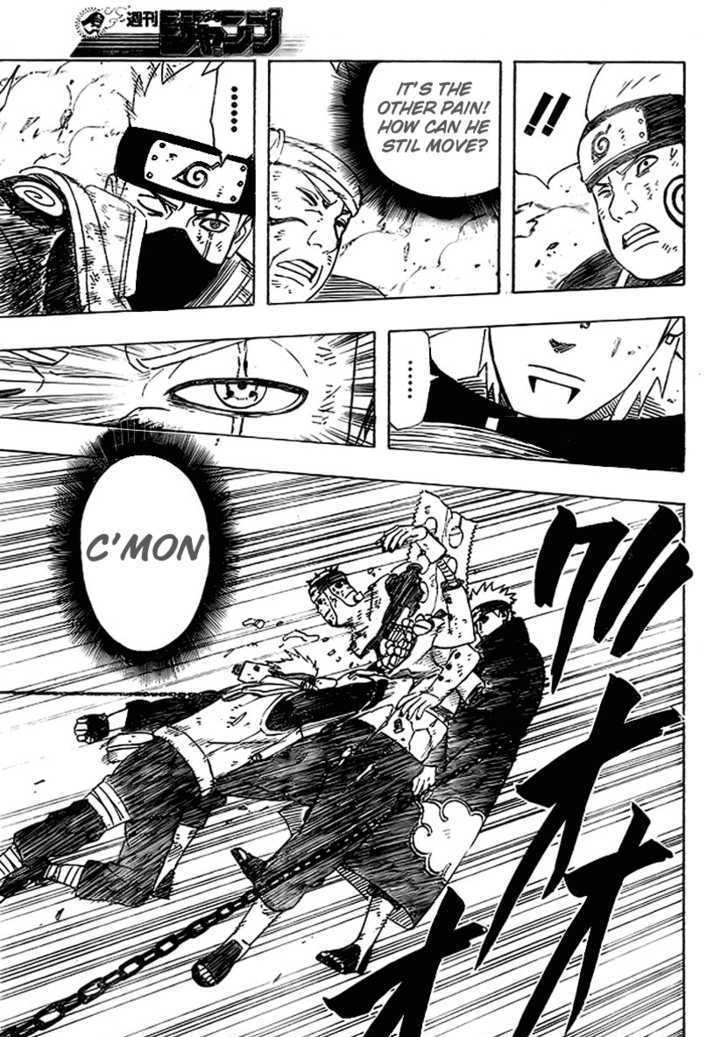 週刊
少年ジャンプ
!!
IT'S THE
OTHER PAIN!
HOW CAN HE
STIL MOVE?
……
……
C'MON
グオオ